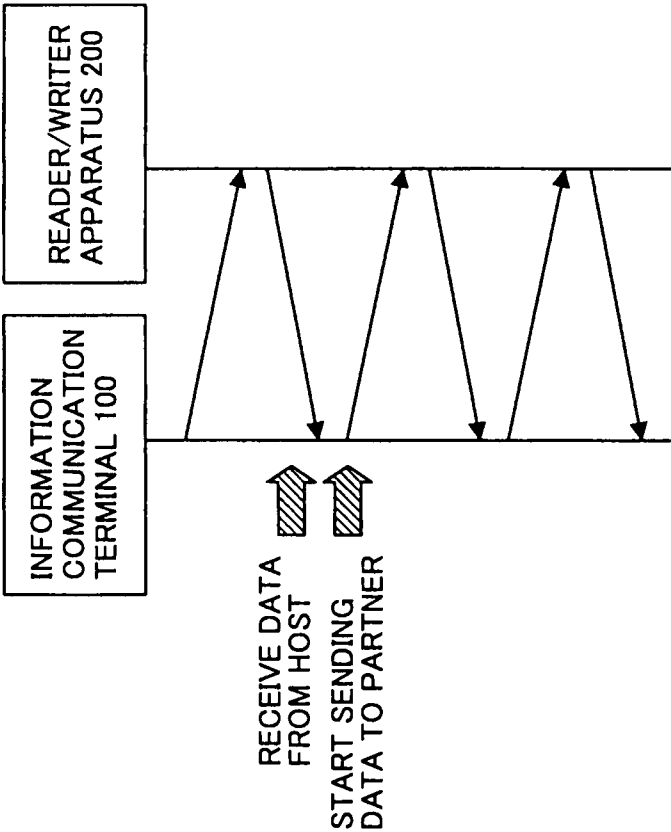 INFORMATION
COMMUNICATION
TERMINAL 100
READER/WRITER
APPARATUS 200
RECEIVE DATA
FROM HOST
START SENDING
DATA TO PARTNER